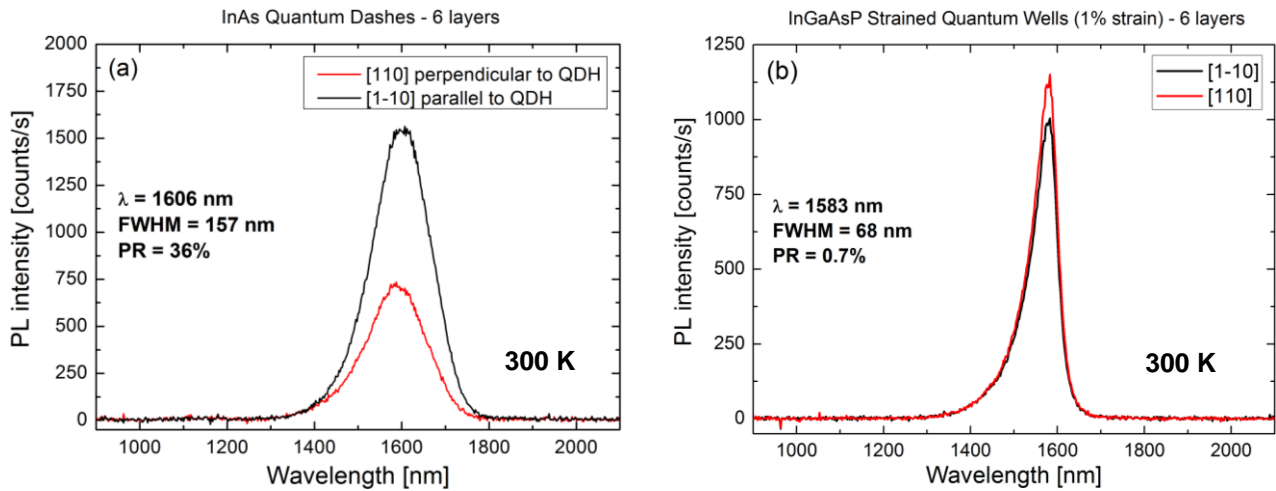 InAs Quantum Dashes - 6 layers
(a)
[110] perpendicular to QDH
[1-10] parallel to QDH
λ = 1606 nm
FWHM = 157 nm
PR = 36%
300 K
PL intensity [counts/s]
2000
1750
1500
1250
1000
750
500
250
0
1000 1200 1400 1600 1800 2000
Wavelength [nm]
InGaAsP Strained Quantum Wells (1% strain) - 6 layers
(b)
[1-10]
[110]
λ = 1583 nm
FWHM = 68 nm
PR = 0.7%
300 K
PL intensity [counts/s]
1250
1000
750
500
250
0
1000 1200 1400 1600 1800 2000
Wavelength [nm]